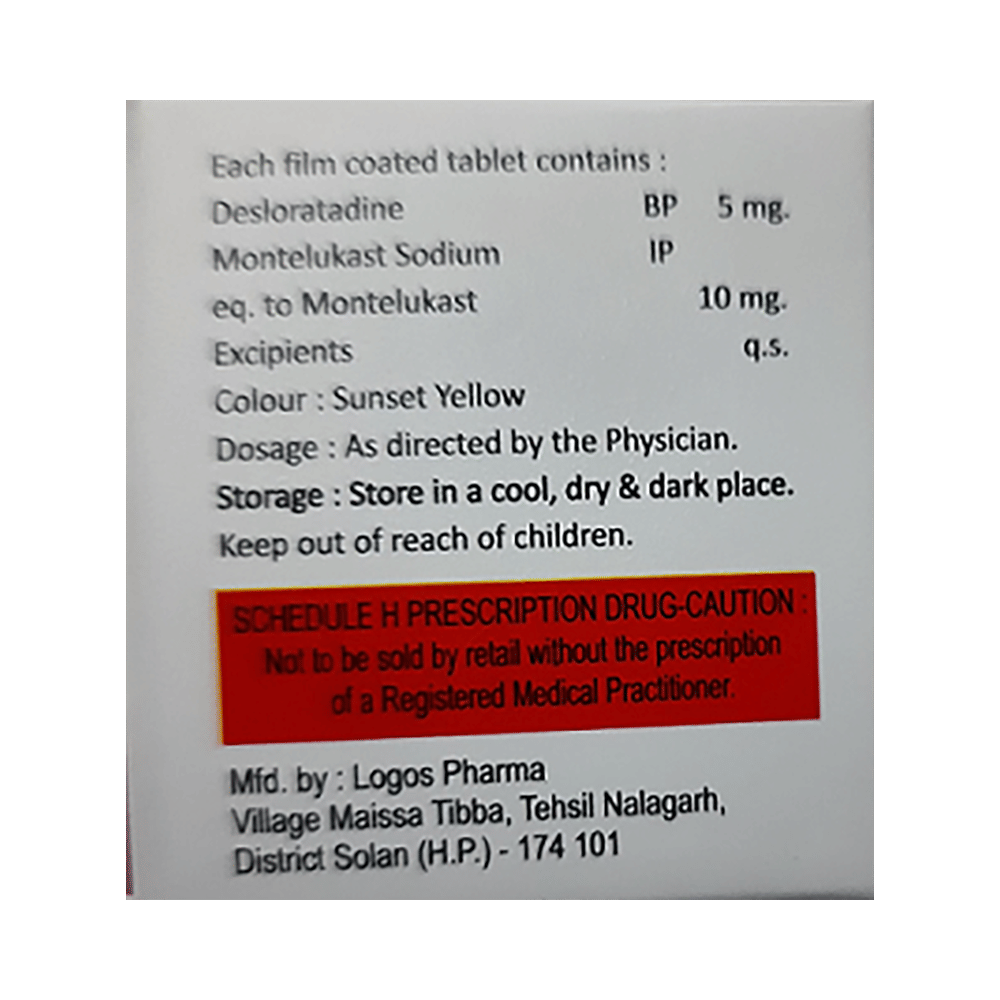 Each film coated tablet contains :
Desloratadine BP 5 mg.
Montelukast Sodium IP
eq. to Montelukast 10 mg.
Excipients q.s.
Colour : Sunset Yellow
Dosage : As directed by the Physician.
Storage : Store in a cool, dry & dark place.
Keep out of reach of children.
SCHEDULE H PRESCRIPTION DRUG-CAUTION :
Not to be sold by retail without the prescription
of a Registered Medical Practitioner.
Mfd. by : Logos Pharma
Village Maissa Tibba, Tehsil Nalagarh,
District Solan (H.P.) - 174 101